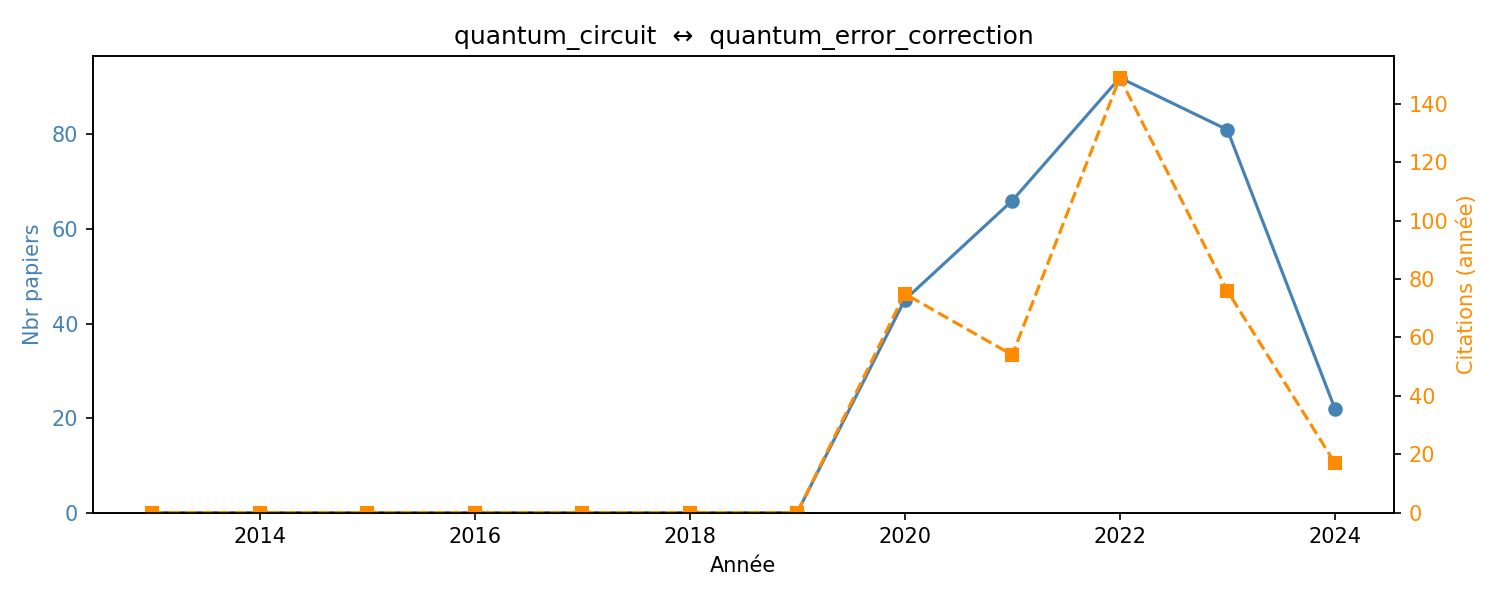 quantum_circuit ↔ quantum_error_correction
Nbr papiers
80
60
40
20
0
140
120
100
80
60
40
20
0
Citations (année)
2014 2016 2018 2020 2022 2024
Année